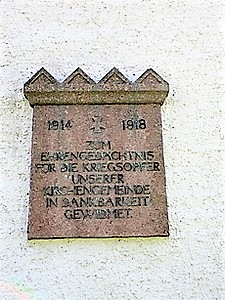 1914 1918
ZUM
EHRENGEDÄCHTNIS
FÜR DIE KRIEGSOPFER
UNSERER
KIRCHENGEMEINDE
IN DANKBARKEIT
GEWIDMET.